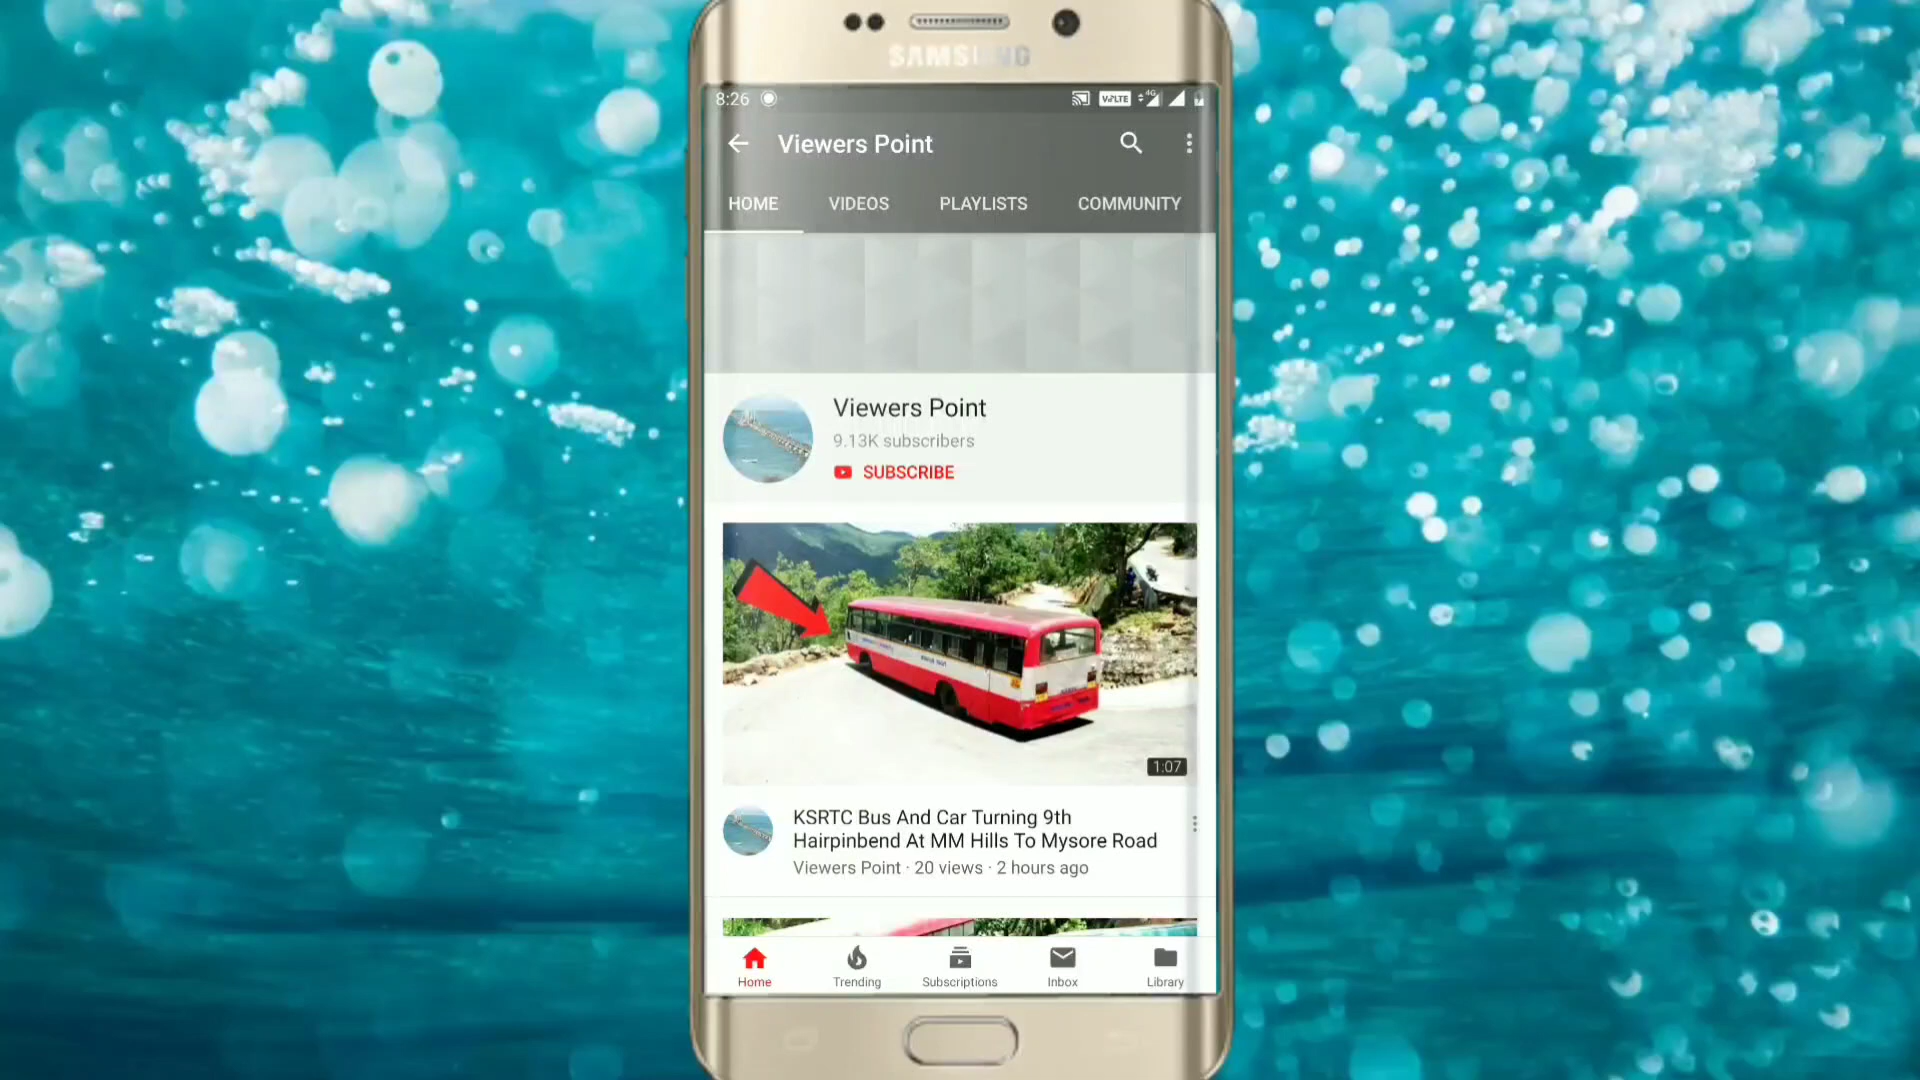 SAMSUNG
8:26 VoLTE 4G
Viewers Point
HOME VIDEOS PLAYLISTS COMMUNITY
Viewers Point
9.13K subscribers
SUBSCRIBE
1:07
KSRTC Bus And Car Turning 9th
Hairpinbend At MM Hills To Mysore Road
Viewers Point · 20 views · 2 hours ago
Home Trending Subscriptions Inbox Library